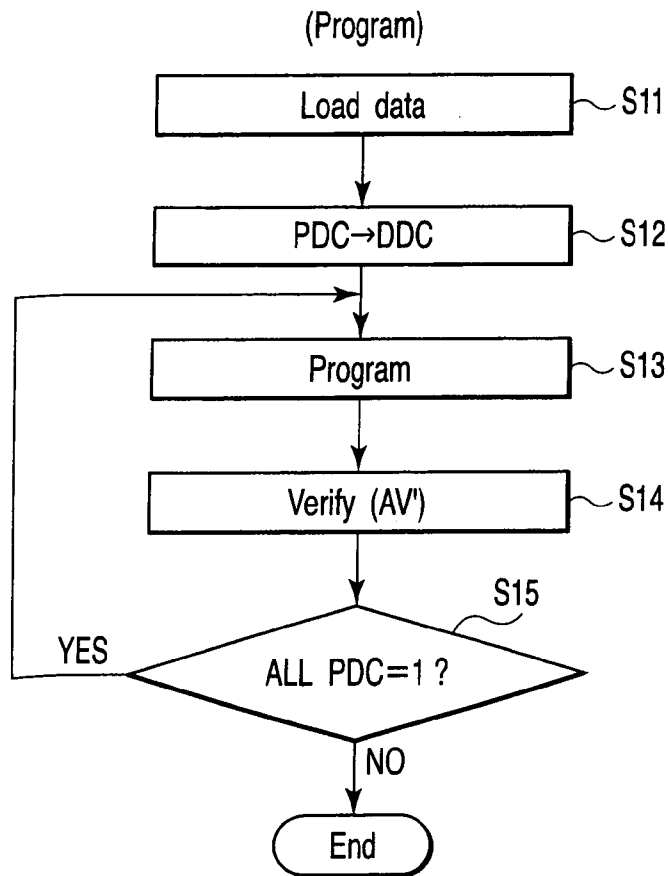 (Program)
Load data
S11
PDC→DDC
S12
Program
S13
Verify (AV')
S14
S15
ALL PDC=1 ?
YES
NO
End